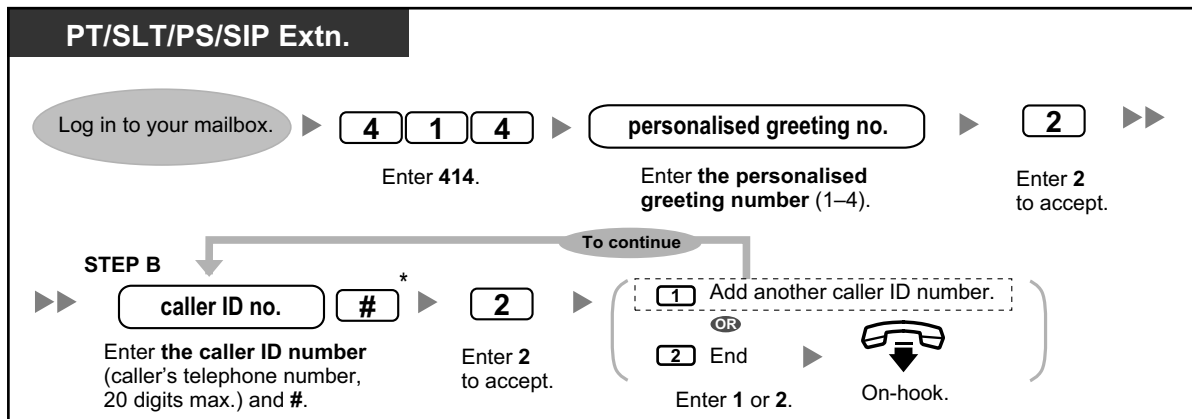 PT/SLT/PS/SIP Extn.
Log in to your mailbox.
4 1 4
Enter 414.
personalised greeting no.
Enter the personalised
greeting number (1–4).
2
Enter 2
to accept.
To continue
STEP B
caller ID no. # *
Enter the caller ID number
(caller's telephone number,
20 digits max.) and #.
2
Enter 2
to accept.
1 Add another caller ID number.
OR
2 End
Enter 1 or 2.
On-hook.